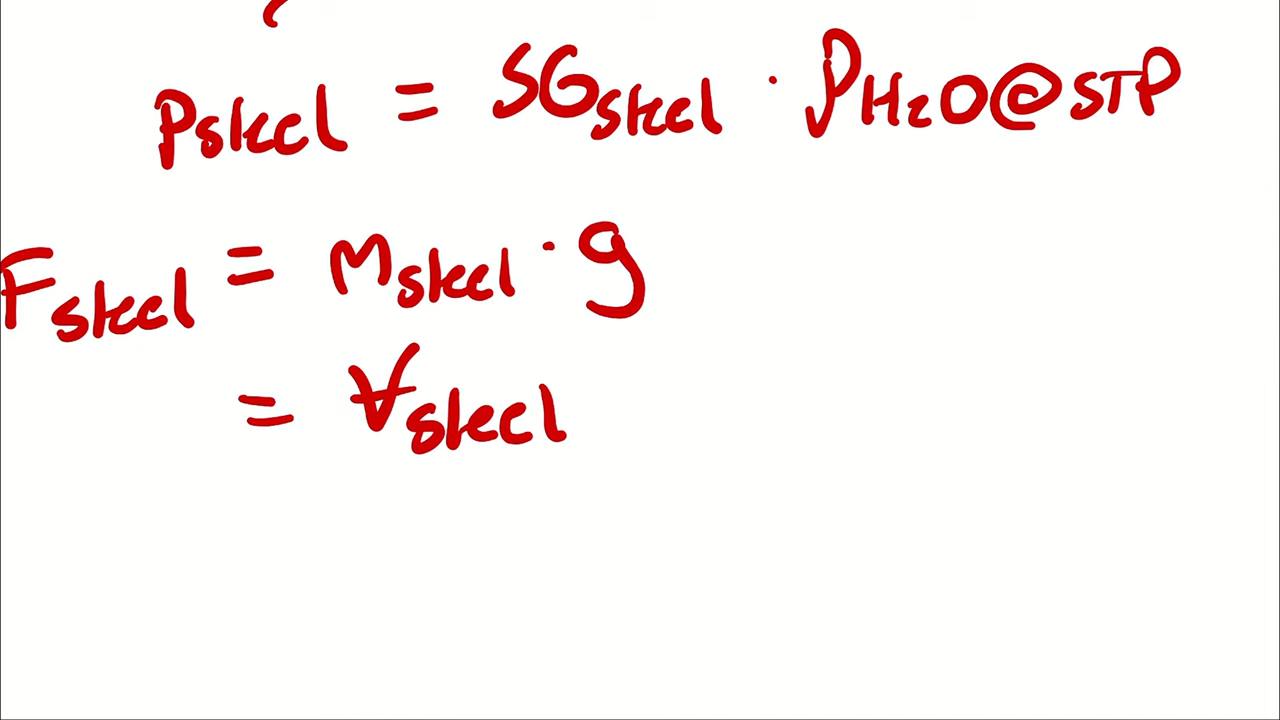 ρsteel = SGsteel · ρH2O@STP
Fsteel = msteel · g
= V̶steel